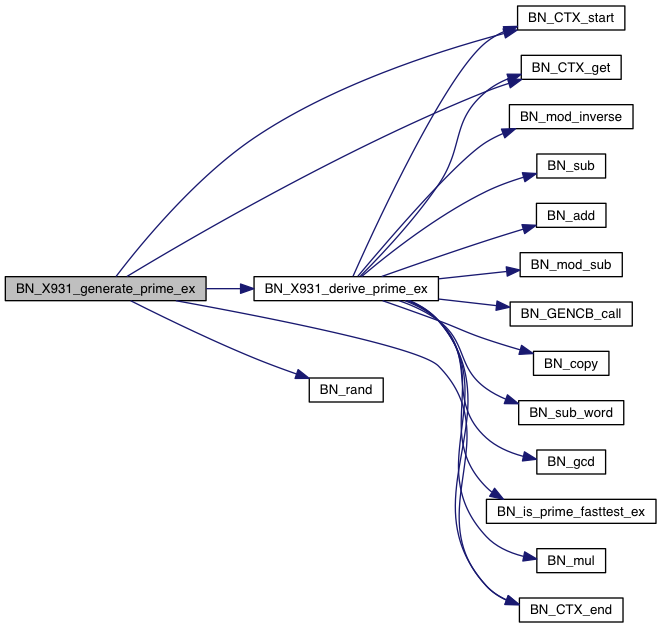 BN_CTX_start
BN_CTX_get
BN_mod_inverse
BN_sub
BN_add
BN_mod_sub
BN_X931_generate_prime_ex
BN_X931_derive_prime_ex
BN_GENCB_call
BN_copy
BN_rand
BN_sub_word
BN_gcd
BN_is_prime_fasttest_ex
BN_mul
BN_CTX_end